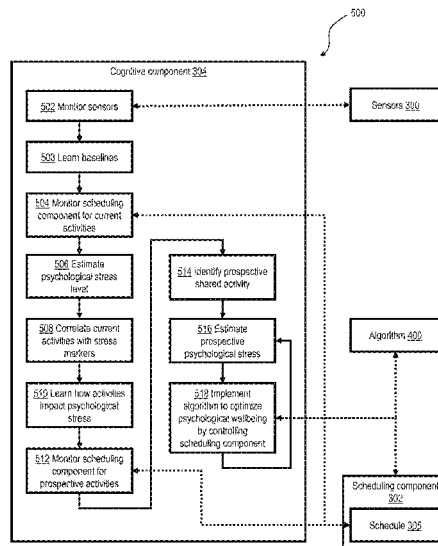 500
Cognitive component 304
502 Monitor sensors
Sensors 300
503 Learn baselines
504 Monitor scheduling
component for current
activities
506 Estimate
psychological stress
level
508 Correlate current
activities with stress
markers
510 Learn how activities
impact psychological
stress
512 Monitor scheduling
component for
prospective activities
514 Identify prospective
shared activity
516 Estimate
prospective
psychological stress
518 Implement
algorithm to optimize
psychological wellbeing
by controlling
scheduling component
Algorithm 400
Scheduling component
302
Schedule 305